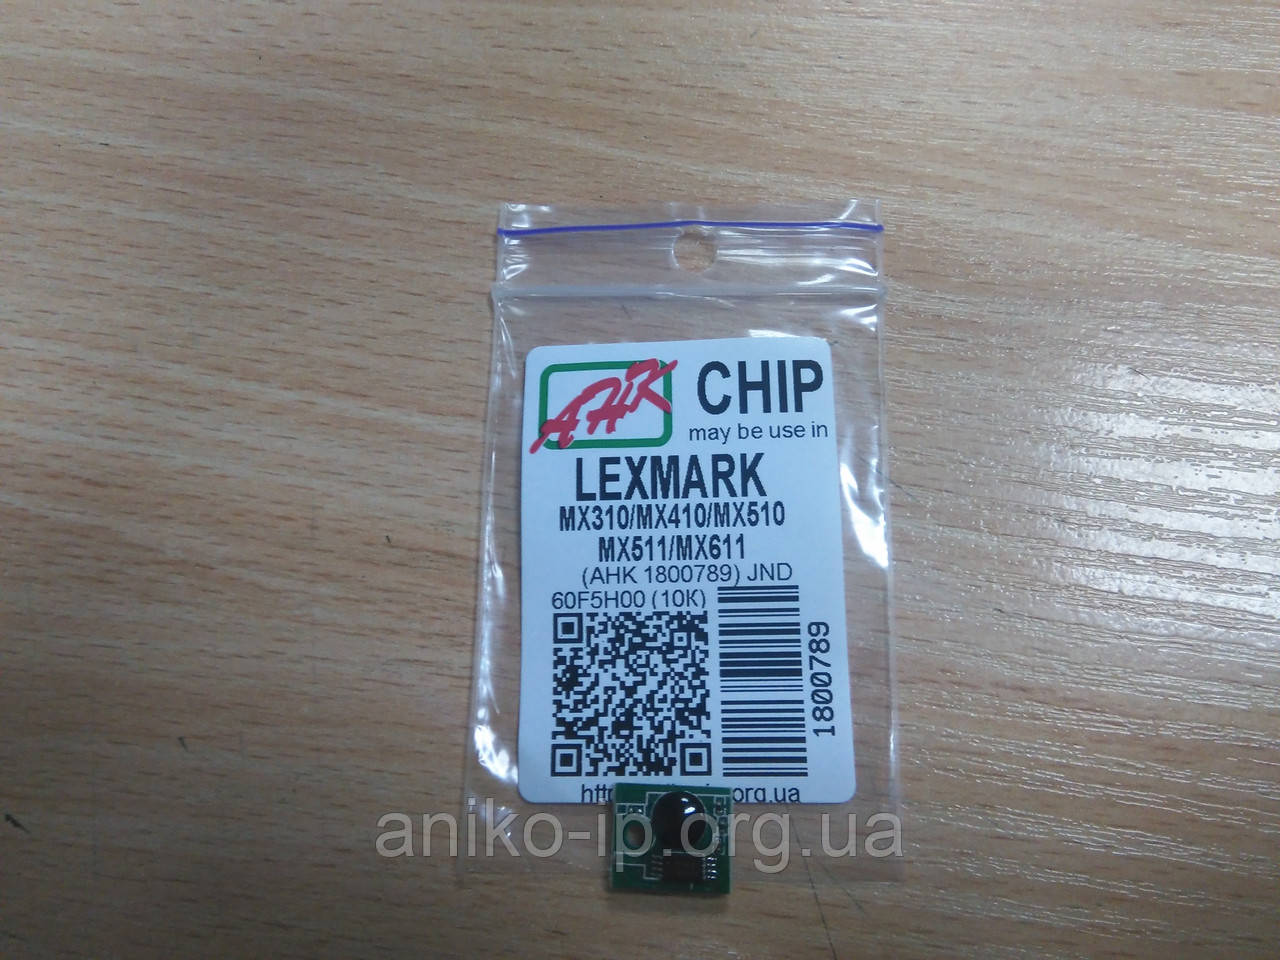 АНК CHIP
may be use in
LEXMARK
MX310/MX410/MX510
MX511/MX611
(AHK 1800789) JND
60F5H00 (10K)
1800789
org.ua
aniko-ip.org.ua